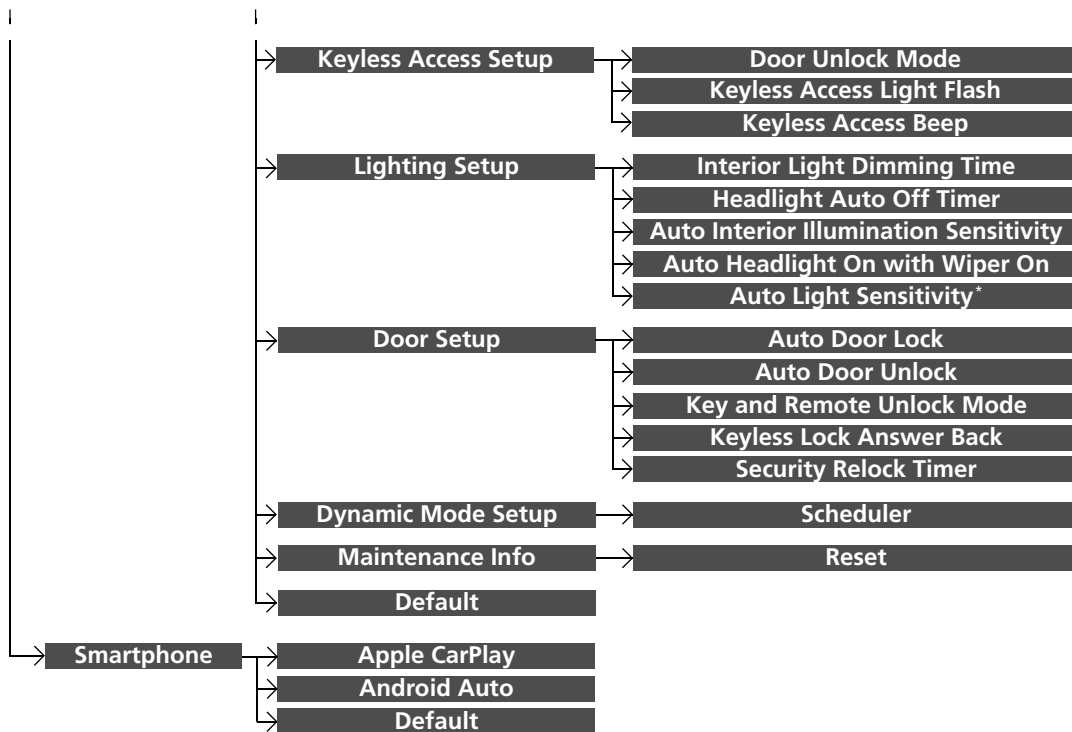 Keyless Access Setup
Door Unlock Mode
Keyless Access Light Flash
Keyless Access Beep
Lighting Setup
Interior Light Dimming Time
Headlight Auto Off Timer
Auto Interior Illumination Sensitivity
Auto Headlight On with Wiper On
Auto Light Sensitivity*
Door Setup
Auto Door Lock
Auto Door Unlock
Key and Remote Unlock Mode
Keyless Lock Answer Back
Security Relock Timer
Dynamic Mode Setup
Scheduler
Maintenance Info
Reset
Default
Smartphone
Apple CarPlay
Android Auto
Default